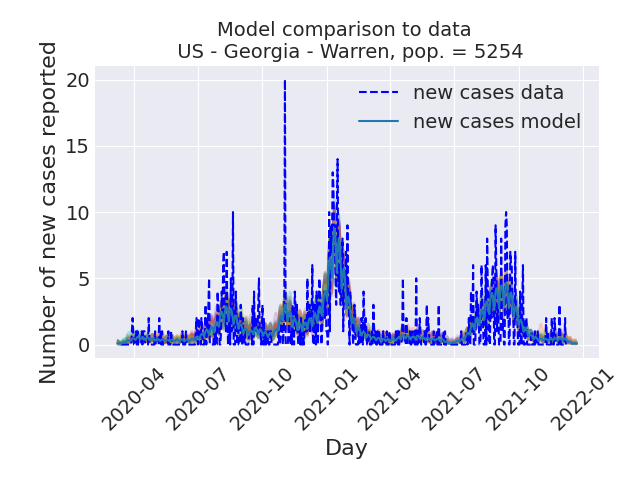 Model comparison to data
US - Georgia - Warren, pop. = 5254
Number of new cases reported
20
15
10
5
0
new cases data
new cases model
2020-04
2020-07
2020-10
2021-01
2021-04
2021-07
2021-10
2022-01
Day